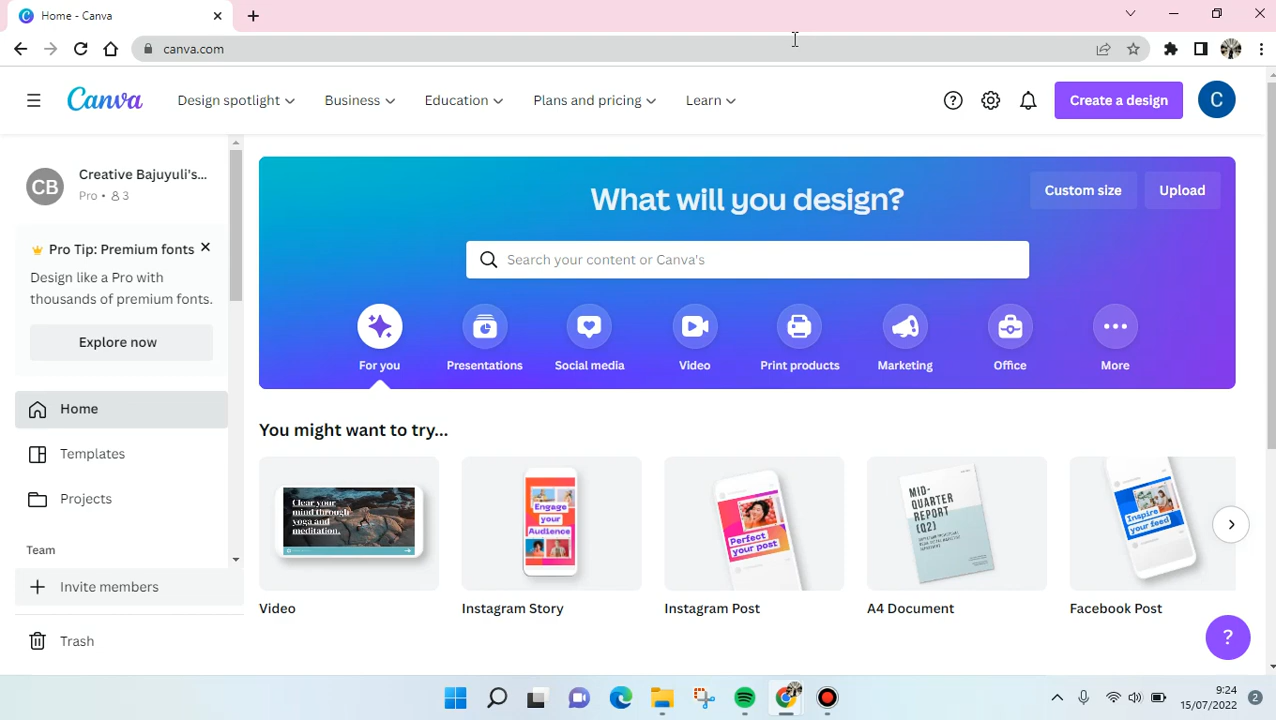 Home - Canva
canva.com
Canva
Design spotlight
Business
Education
Plans and pricing
Learn
Create a design
C
CB
Creative Bajuyuli's...
Pro • 3
Pro Tip: Premium fonts
Design like a Pro with
thousands of premium fonts.
Explore now
Home
Templates
Projects
Team
Invite members
Trash
What will you design?
Custom size
Upload
Search your content or Canva's
For you
Presentations
Social media
Video
Print products
Marketing
Office
More
You might want to try...
Clear your
mind through
yoga and
meditation.
Engage
your
Audience
Perfect
your post
MID-
QUARTER
REPORT
(Q2)
Inspire
your feed
Video
Instagram Story
Instagram Post
A4 Document
Facebook Post
?
9:24
15/07/2022
2